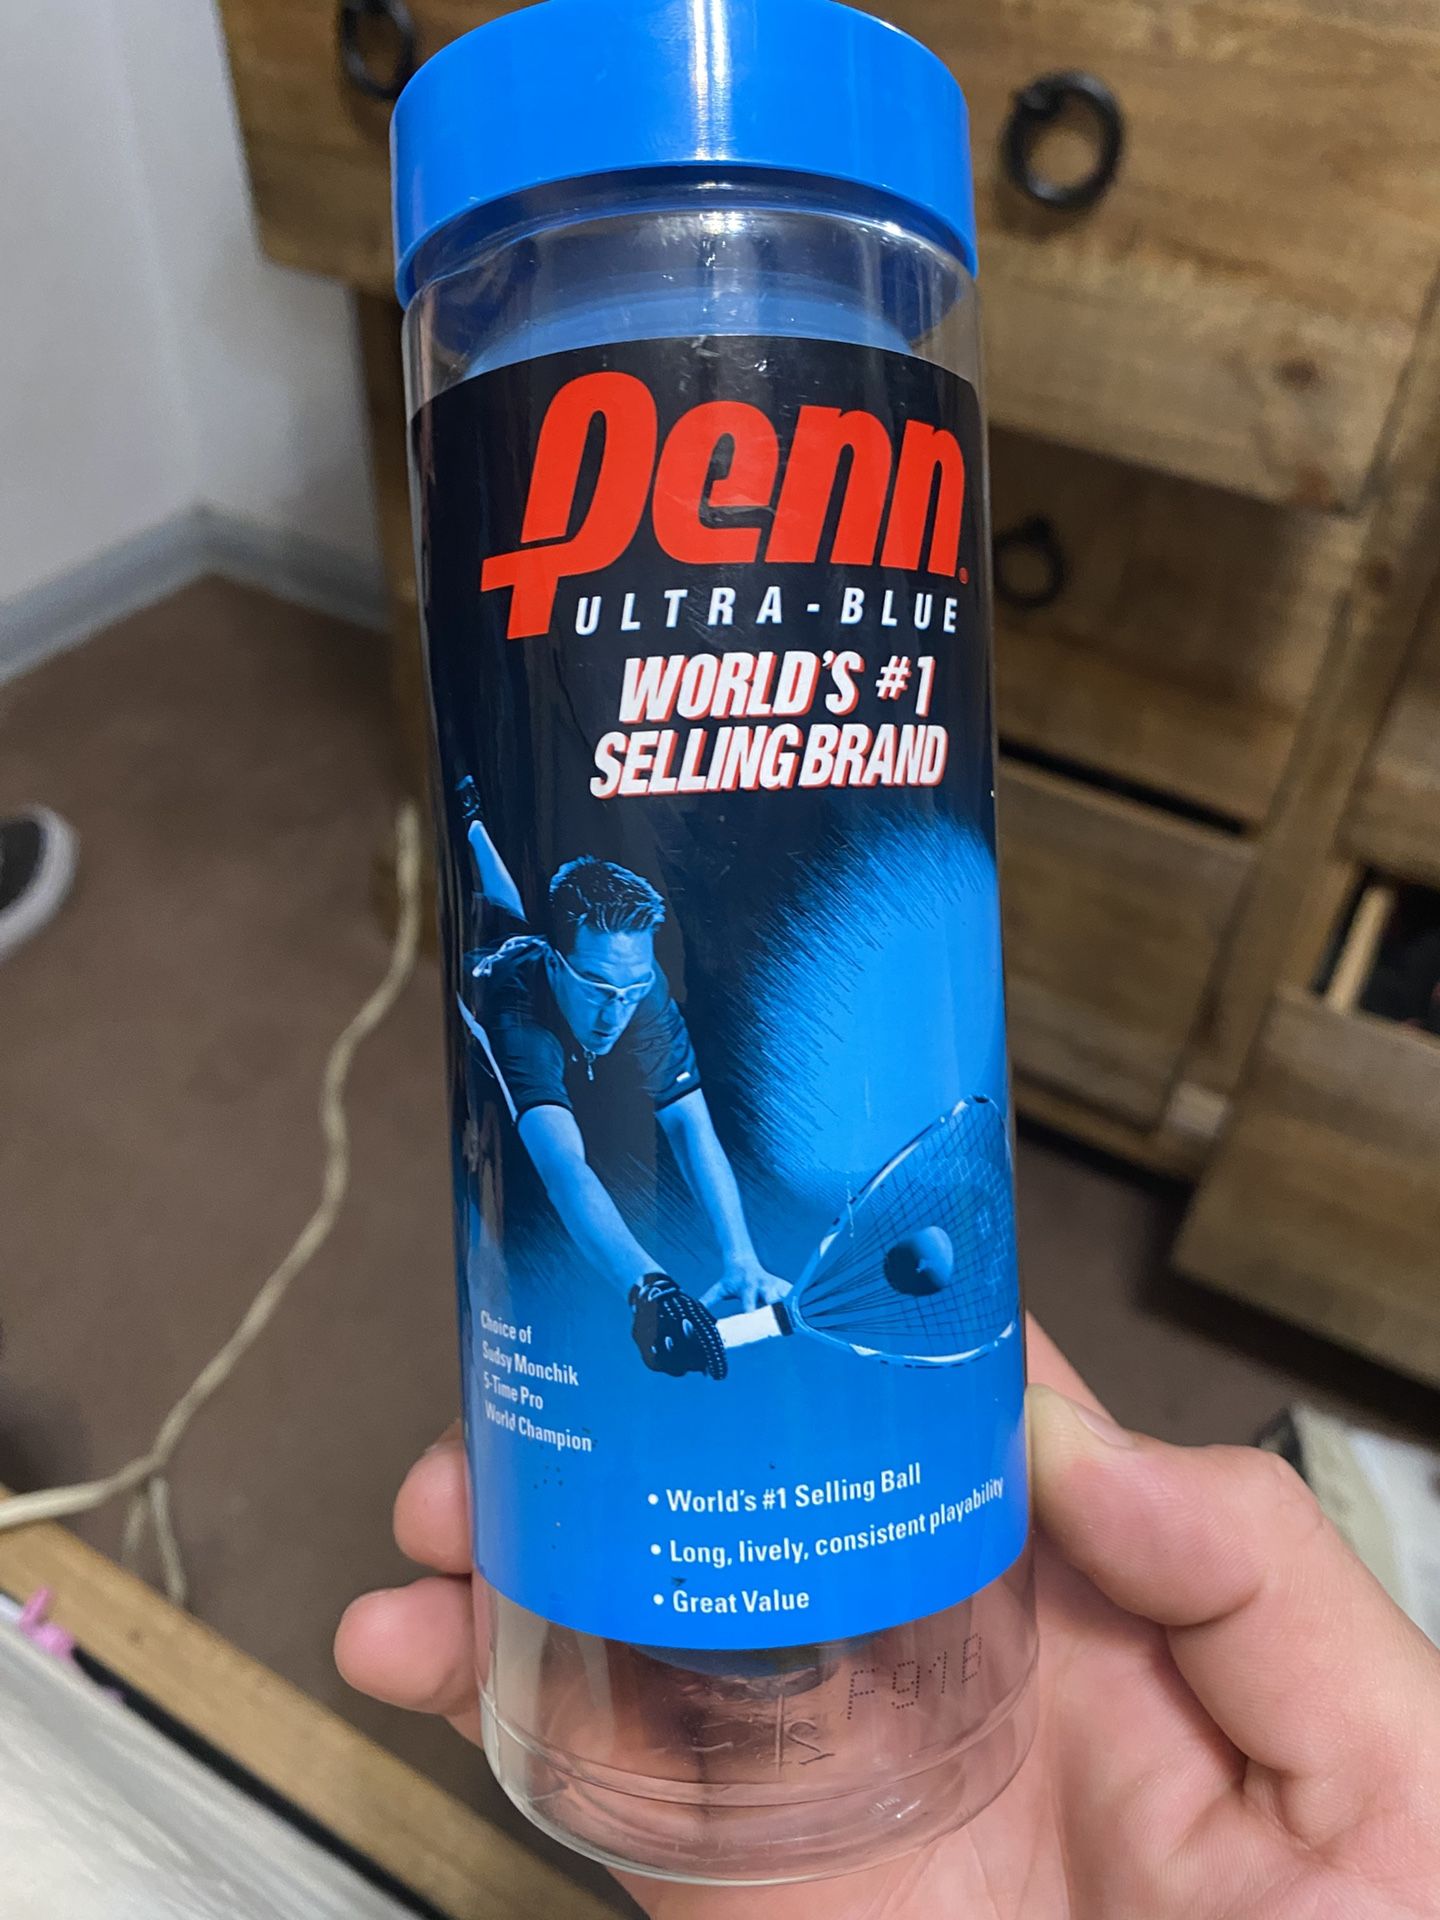 Penn®
ULTRA-BLUE
WORLD'S #1
SELLING BRAND
Choice of
Sudsy Monchik
5-Time Pro
World Champion
• World's #1 Selling Ball
• Long, lively, consistent playability
• Great Value
F91B